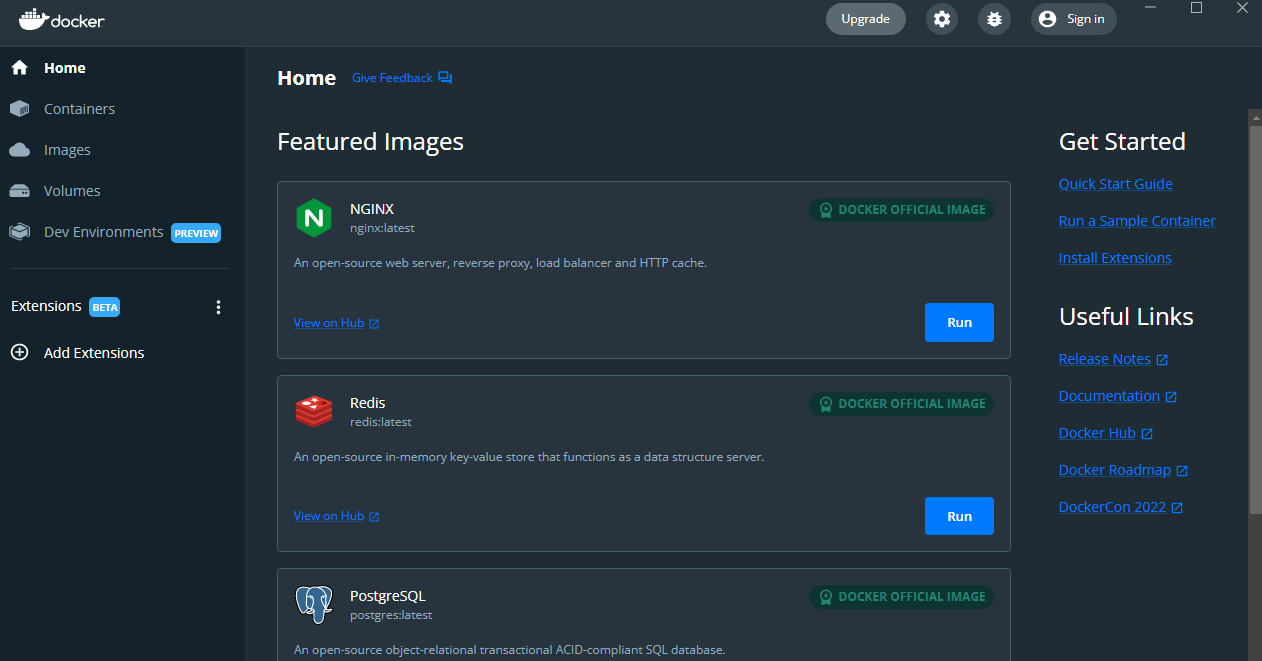 docker
Upgrade
Sign in
Home
Containers
Images
Volumes
Dev Environments PREVIEW
Extensions BETA
Add Extensions
Home Give Feedback
Featured Images
NGINX
nginx:latest
DOCKER OFFICIAL IMAGE
An open-source web server, reverse proxy, load balancer and HTTP cache.
View on Hub
Run
Redis
redis:latest
DOCKER OFFICIAL IMAGE
An open-source in-memory key-value store that functions as a data structure server.
View on Hub
Run
PostgreSQL
postgres:latest
DOCKER OFFICIAL IMAGE
An open-source object-relational transactional ACID-compliant SQL database.
Get Started
Quick Start Guide
Run a Sample Container
Install Extensions
Useful Links
Release Notes
Documentation
Docker Hub
Docker Roadmap
DockerCon 2022